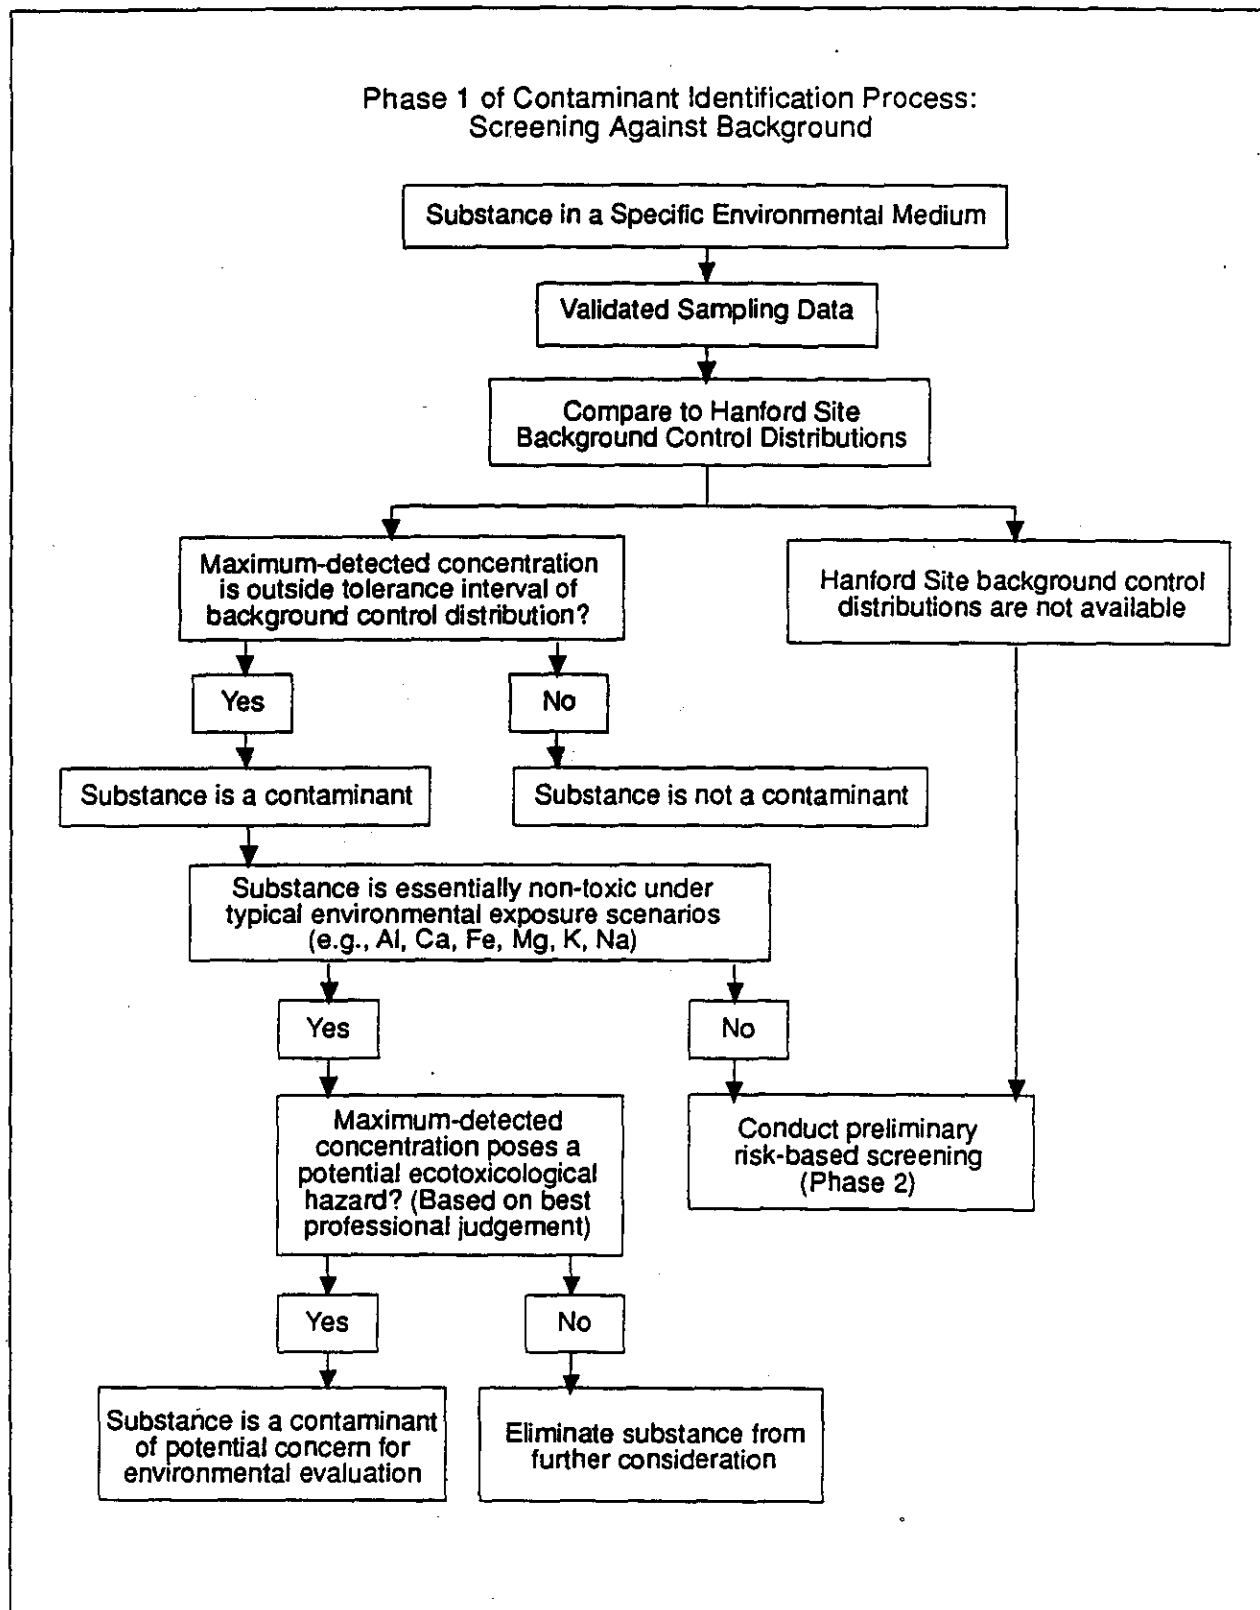 Phase 1 of Contaminant Identification Process:
Screening Against Background
Substance in a Specific Environmental Medium
Validated Sampling Data
Compare to Hanford Site
Background Control Distributions
Maximum-detected concentration
is outside tolerance interval of
background control distribution?
Hanford Site background control
distributions are not available
Yes
No
Substance is a contaminant
Substance is not a contaminant
Substance is essentially non-toxic under
typical environmental exposure scenarios
(e.g., Al, Ca, Fe, Mg, K, Na)
Yes
No
Maximum-detected
concentration poses a
potential ecotoxicological
hazard? (Based on best
professional judgement)
Conduct preliminary
risk-based screening
(Phase 2)
Yes
No
Substance is a contaminant
of potential concern for
environmental evaluation
Eliminate substance from
further consideration